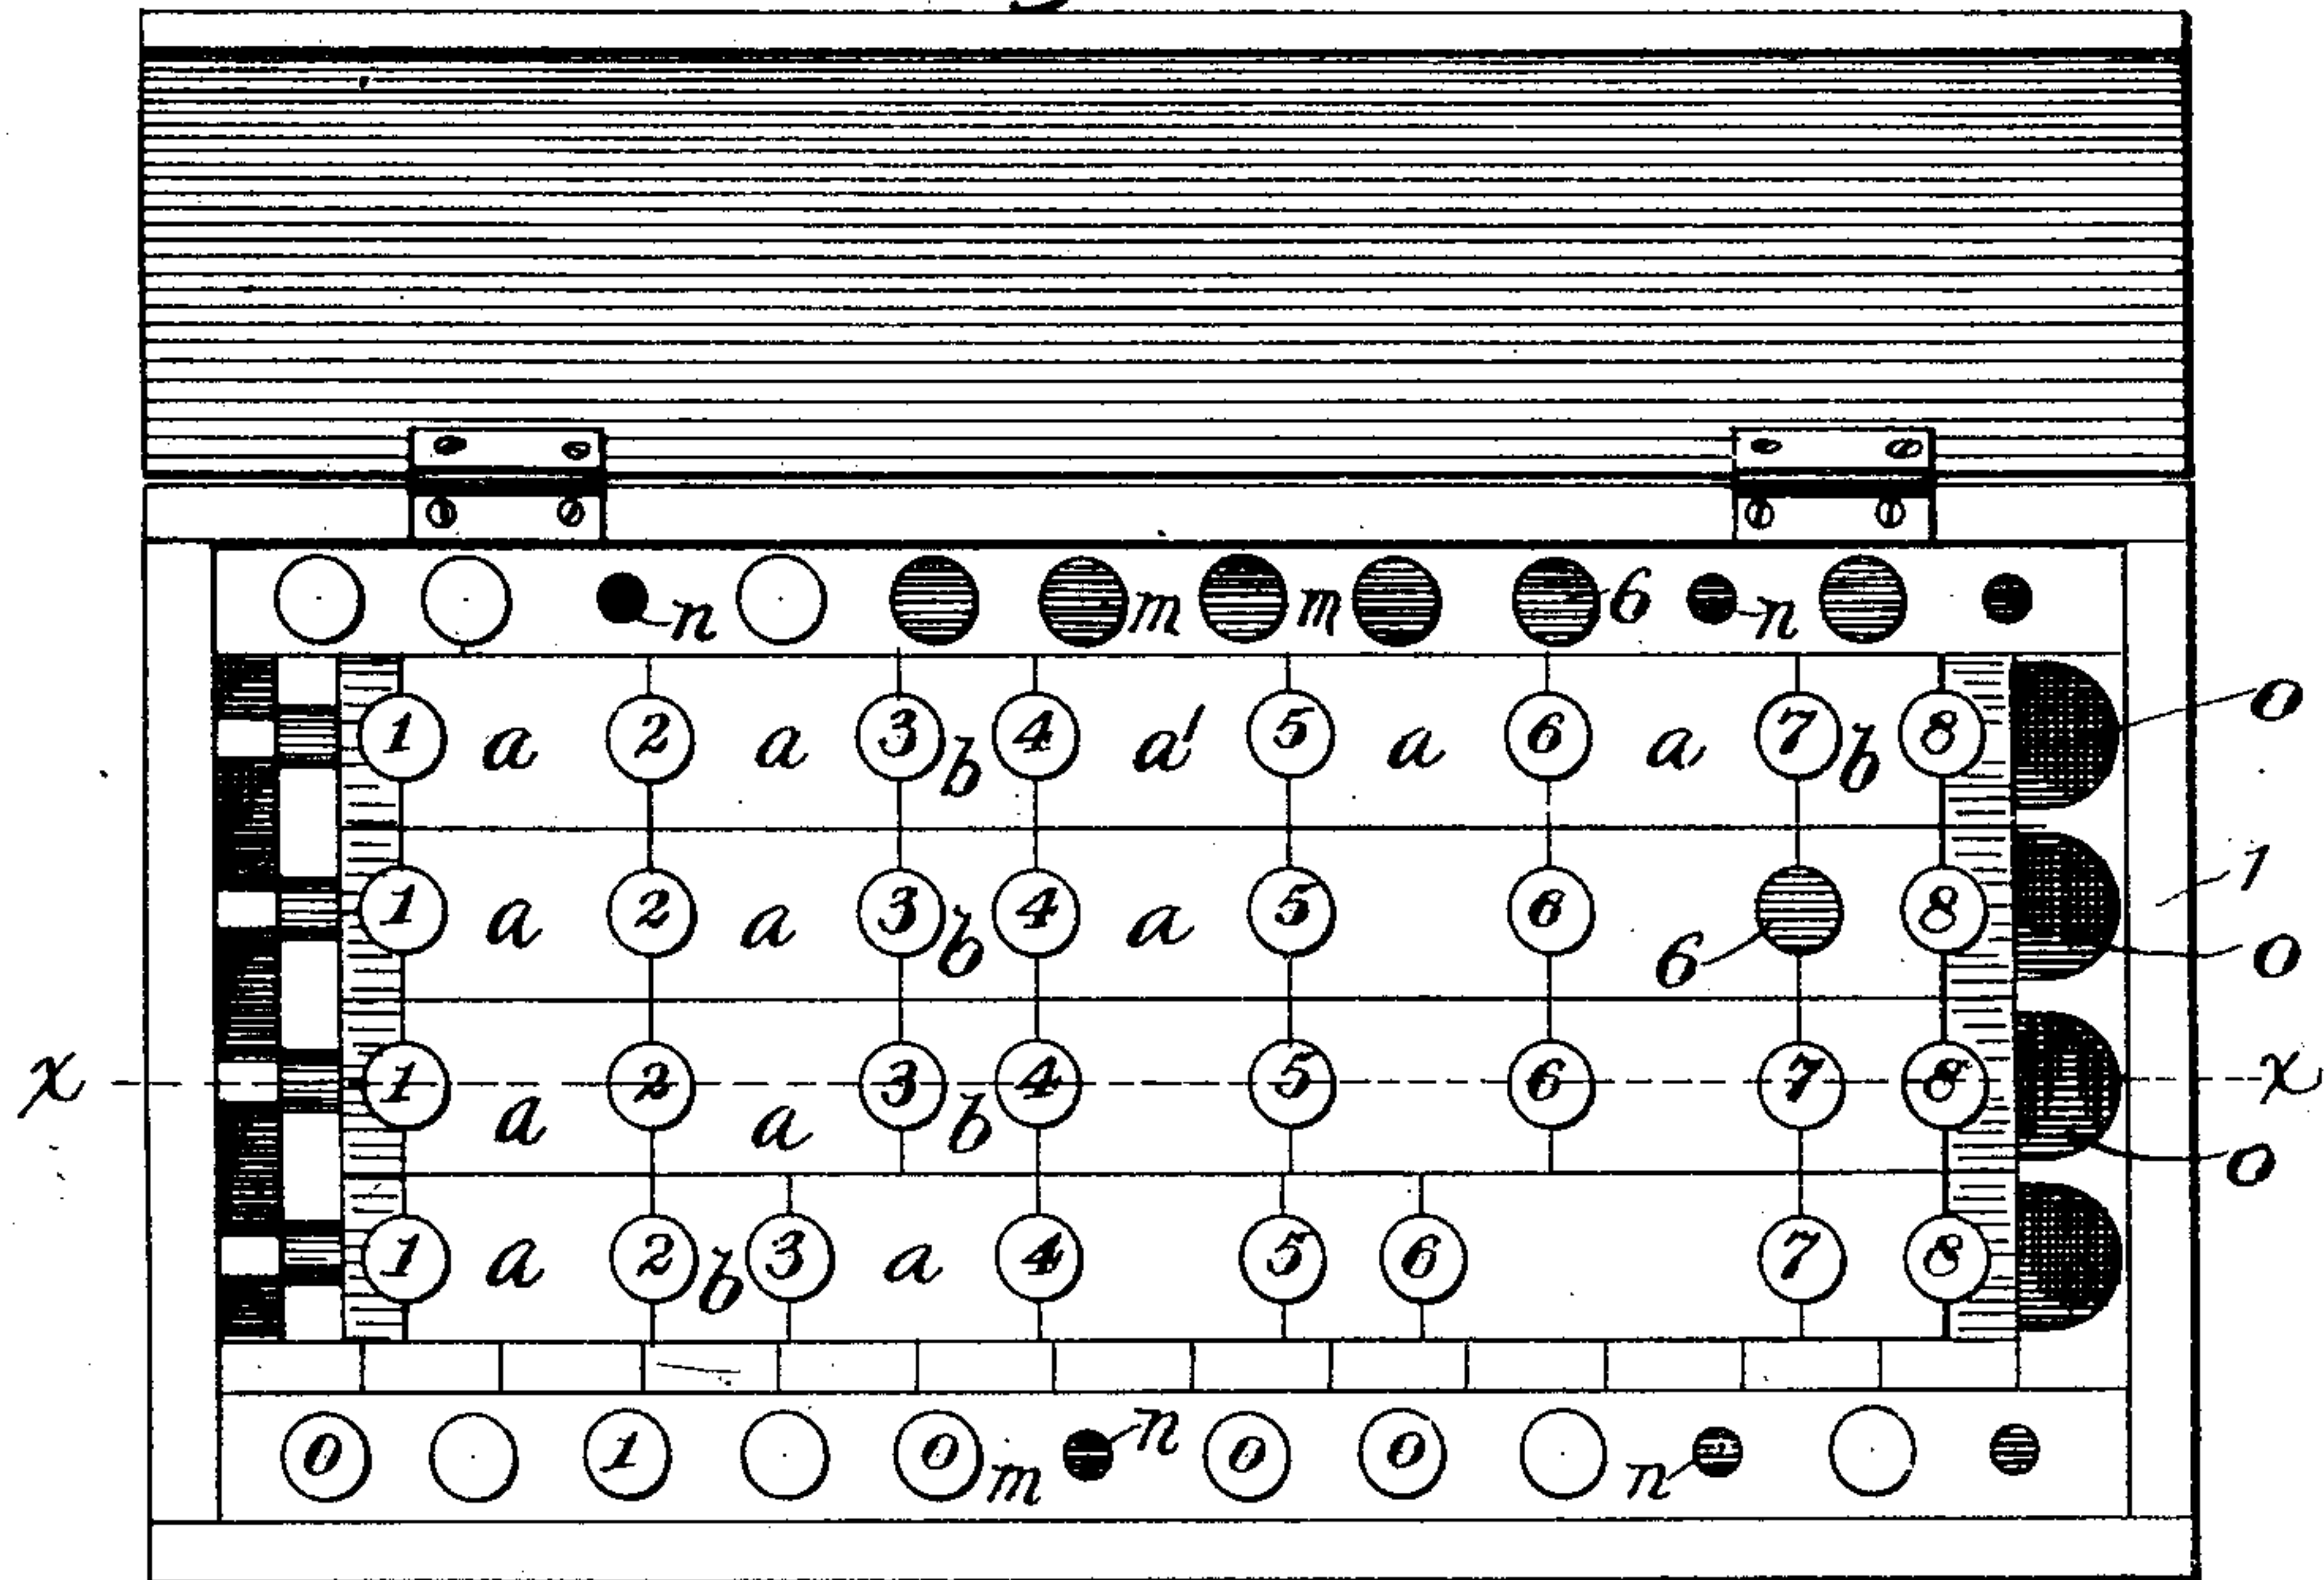 n m m 6 n
1 a 2 a 3 b 4 a' 5 a 6 a 7 b 8 o
1 a 2 a 3 b 4 a 5 6 6 8 1
o
x 1 2 3 4 5 6 7 8 x
a a b o
1 a 2 b 3 a 4 5 6 7 8
0 1 0 m n 0 0 n